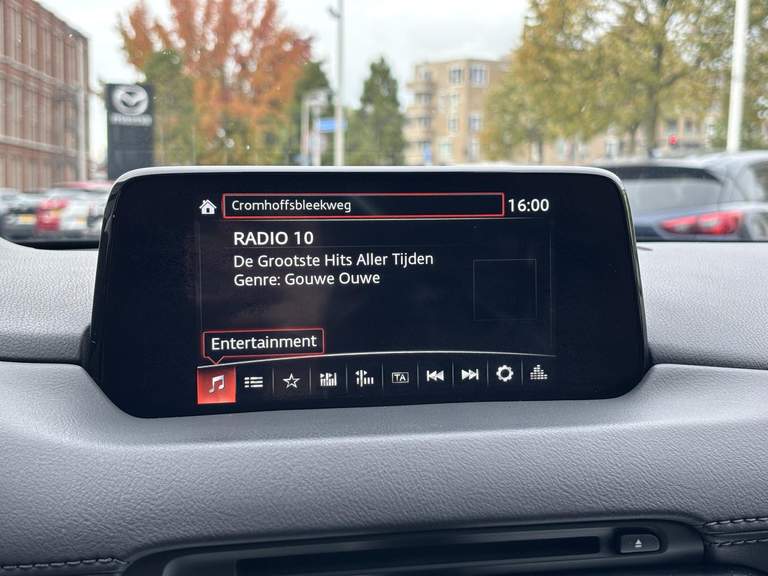 Cromhoffsbleekweg 16:00
RADIO 10
De Grootste Hits Aller Tijden
Genre: Gouwe Ouwe
Entertainment
TA